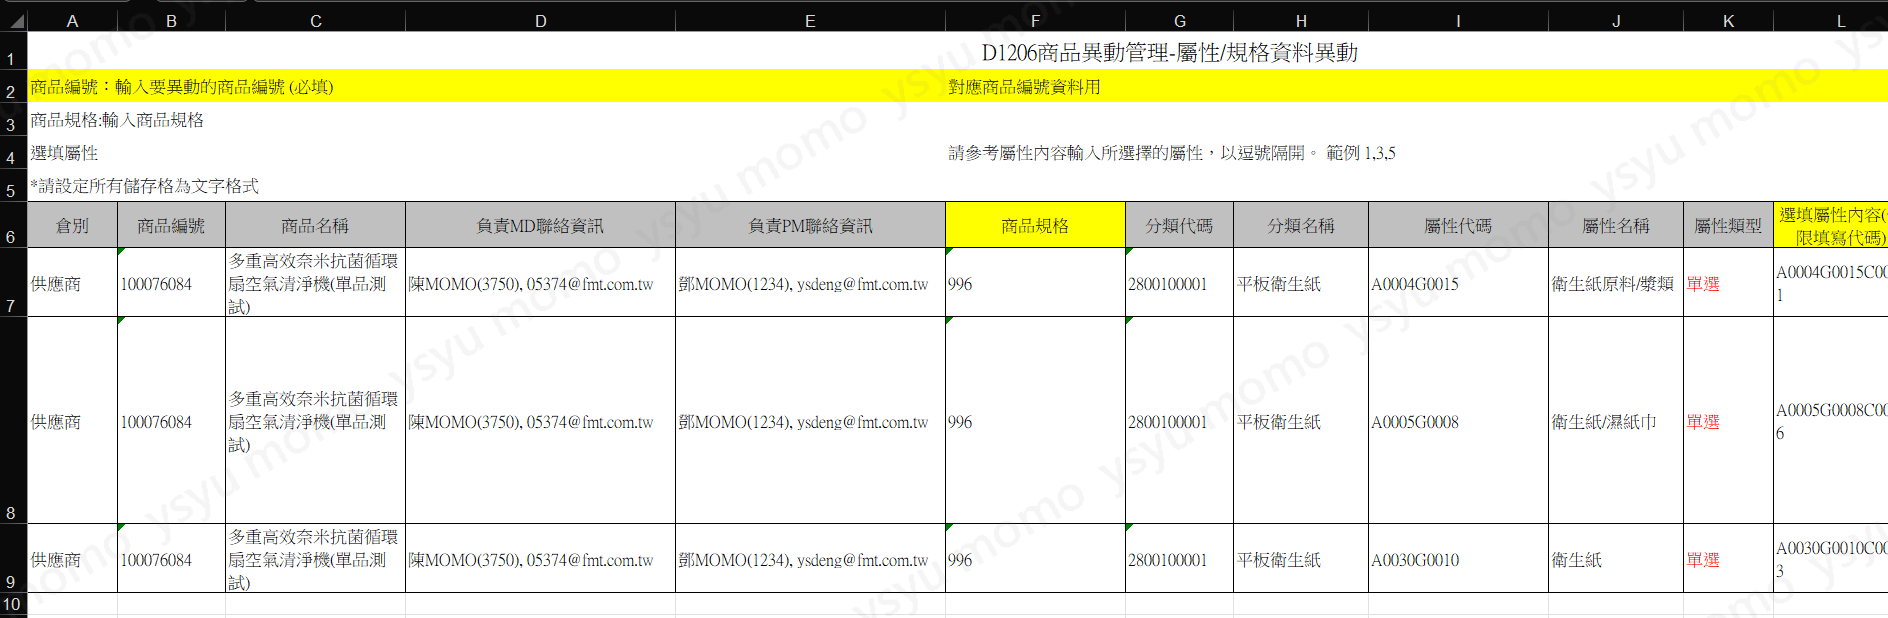 A B C D E F G H I J K L
1 D1206商品異動管理-屬性/規格資料異動
2 商品編號：輸入要異動的商品編號 (必填) 對應商品編號資料用
3 商品規格:輸入商品規格
4 選填屬性 請參考屬性內容輸入所選擇的屬性，以逗號隔開。 範例 1,3,5
5 *請設定所有儲存格為文字格式
6 倉別 商品編號 商品名稱 負責MD聯絡資訊 負責PM聯絡資訊 商品規格 分類代碼 分類名稱 屬性代碼 屬性名稱 屬性類型 選填屬性內容(
限填寫代碼)
7 供應商 100076084 多重高效奈米抗菌循環
扇空氣清淨機(單品測
試) 陳MOMO(3750), 05374@fmt.com.tw 鄧MOMO(1234), ysdeng@fmt.com.tw 996 2800100001 平板衛生紙 A0004G0015 衛生紙原料/漿類 單選 A0004G0015C00
1
8 供應商 100076084 多重高效奈米抗菌循環
扇空氣清淨機(單品測
試) 陳MOMO(3750), 05374@fmt.com.tw 鄧MOMO(1234), ysdeng@fmt.com.tw 996 2800100001 平板衛生紙 A0005G0008 衛生紙/濕紙巾 單選 A0005G0008C00
6
9 供應商 100076084 多重高效奈米抗菌循環
扇空氣清淨機(單品測
試) 陳MOMO(3750), 05374@fmt.com.tw 鄧MOMO(1234), ysdeng@fmt.com.tw 996 2800100001 平板衛生紙 A0030G0010 衛生紙 單選 A0030G0010C00
3
10
ysyu momo